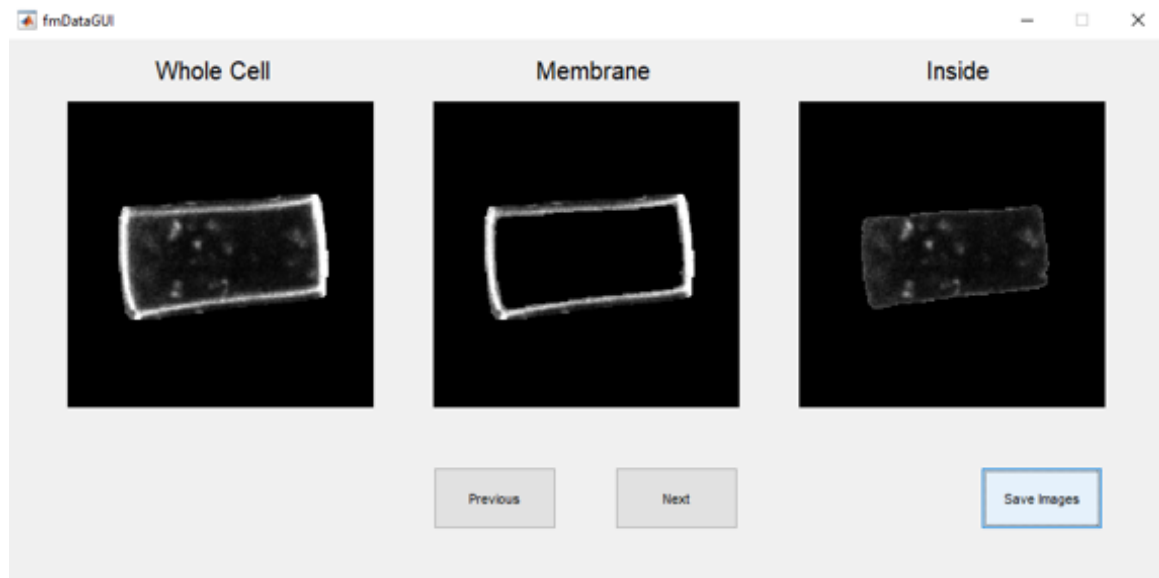 fmDataGUI
Whole Cell
Membrane
Inside
Previous
Next
Save Images